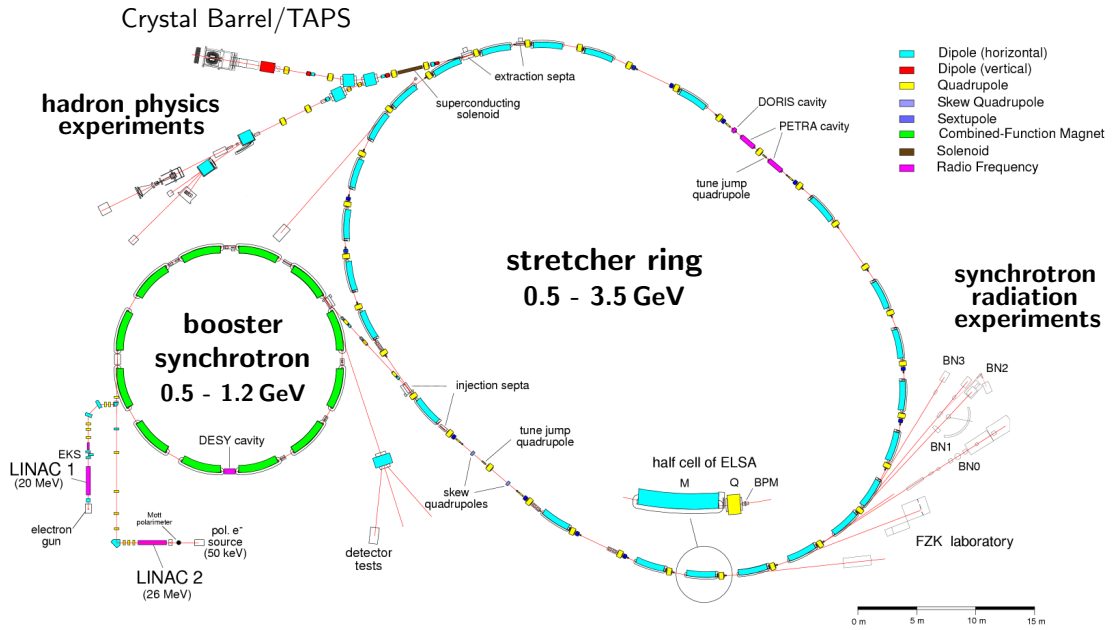 Crystal Barrel/TAPS
hadron physics
experiments
extraction septa
superconducting
solenoid
DORIS cavity
PETRA cavity
tune jump
quadrupole
Dipole (horizontal)
Dipole (vertical)
Quadrupole
Skew Quadrupole
Sextupole
Combined-Function Magnet
Solenoid
Radio Frequency
stretcher ring
0.5 - 3.5 GeV
synchrotron
radiation
experiments
booster
synchrotron
0.5 - 1.2 GeV
DESY cavity
injection septa
tune jump
quadrupole
skew
quadrupoles
half cell of ELSA
M
Q
BPM
BN3
BN2
BN1
BN0
FZK laboratory
EKS
LINAC 1
(20 MeV)
electron
gun
Mott
polarimeter
pol. e-
source
(50 keV)
LINAC 2
(26 MeV)
detector
tests
0 m
5 m
10 m
15 m